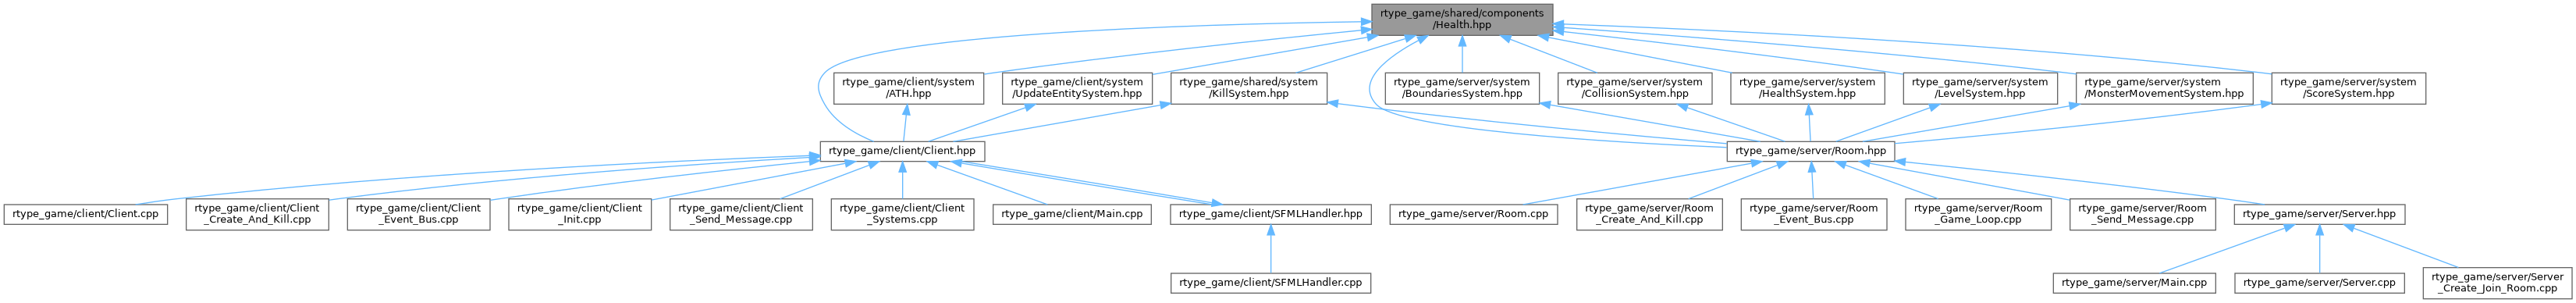 rtype_game/shared/components
/Health.hpp
rtype_game/client/system
/ATH.hpp
rtype_game/client/system
/UpdateEntitySystem.hpp
rtype_game/shared/system
/KillSystem.hpp
rtype_game/server/system
/BoundariesSystem.hpp
rtype_game/server/system
/CollisionSystem.hpp
rtype_game/server/system
/HealthSystem.hpp
rtype_game/server/system
/LevelSystem.hpp
rtype_game/server/system
/MonsterMovementSystem.hpp
rtype_game/server/system
/ScoreSystem.hpp
rtype_game/client/Client.hpp
rtype_game/server/Room.hpp
rtype_game/client/Client.cpp
rtype_game/client/Client
_Create_And_Kill.cpp
rtype_game/client/Client
_Event_Bus.cpp
rtype_game/client/Client
_Init.cpp
rtype_game/client/Client
_Send_Message.cpp
rtype_game/client/Client
_Systems.cpp
rtype_game/client/Main.cpp
rtype_game/client/SFMLHandler.hpp
rtype_game/server/Room.cpp
rtype_game/server/Room
_Create_And_Kill.cpp
rtype_game/server/Room
_Event_Bus.cpp
rtype_game/server/Room
_Game_Loop.cpp
rtype_game/server/Room
_Send_Message.cpp
rtype_game/server/Server.hpp
rtype_game/client/SFMLHandler.cpp
rtype_game/server/Main.cpp
rtype_game/server/Server.cpp
rtype_game/server/Server
_Create_Join_Room.cpp